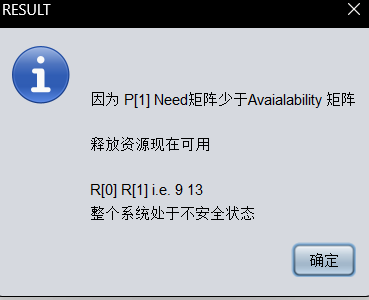 RESULT
因为 P[1] Need矩阵少于Avaialability 矩阵
释放资源现在可用
R[0] R[1] i.e. 9 13
整个系统处于不安全状态
确定